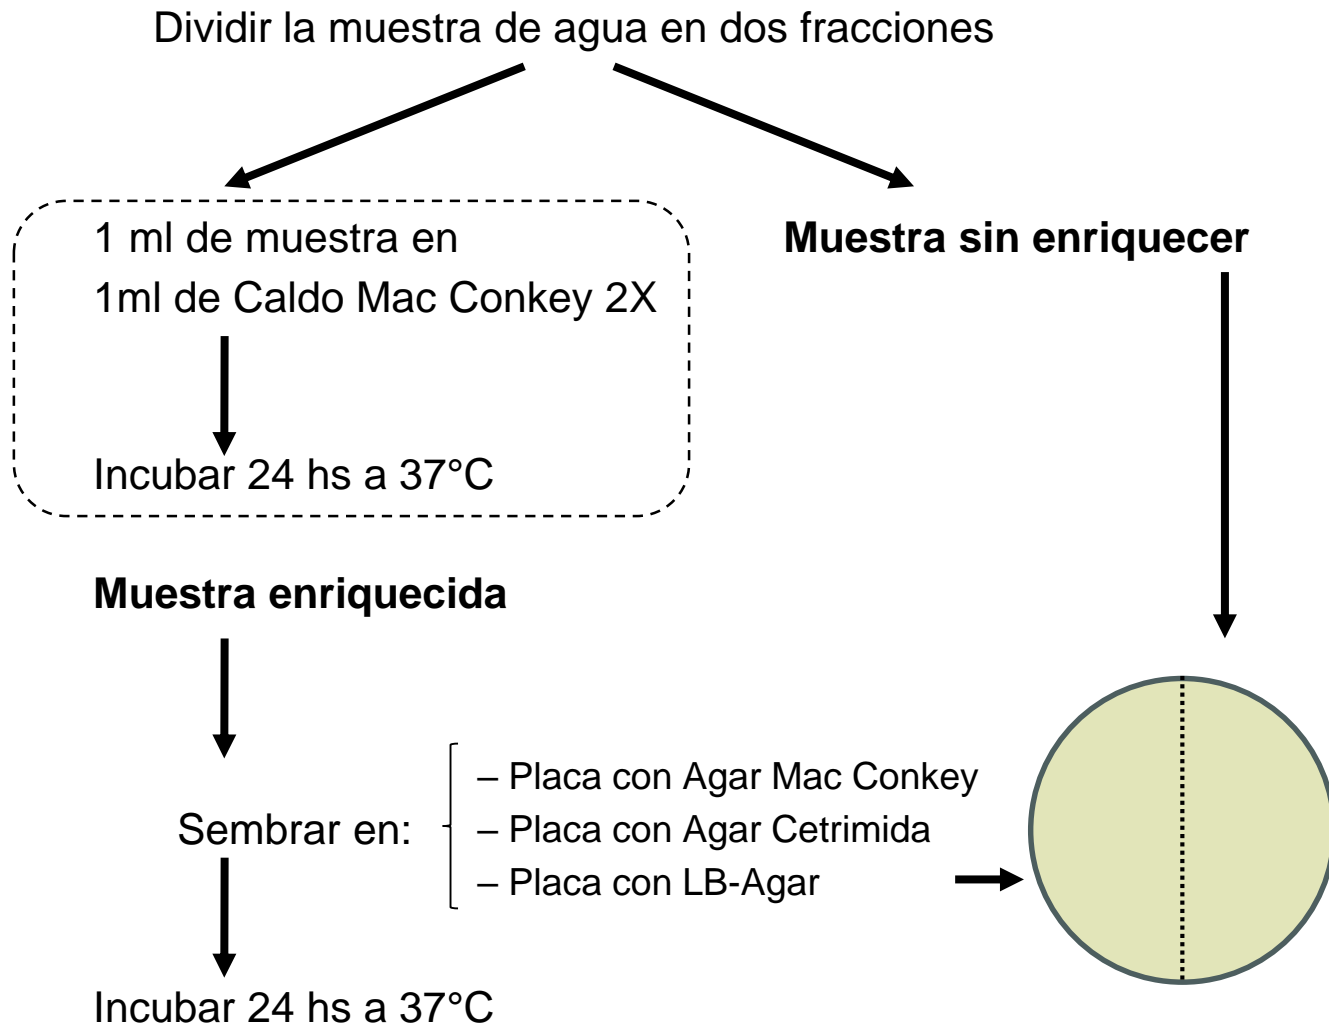 Dividir la muestra de agua en dos fracciones
1 ml de muestra en
1ml de Caldo Mac Conkey 2X
Incubar 24 hs a 37°C
Muestra sin enriquecer
Muestra enriquecida
Sembrar en:
– Placa con Agar Mac Conkey
– Placa con Agar Cetrimida
– Placa con LB-Agar
Incubar 24 hs a 37°C